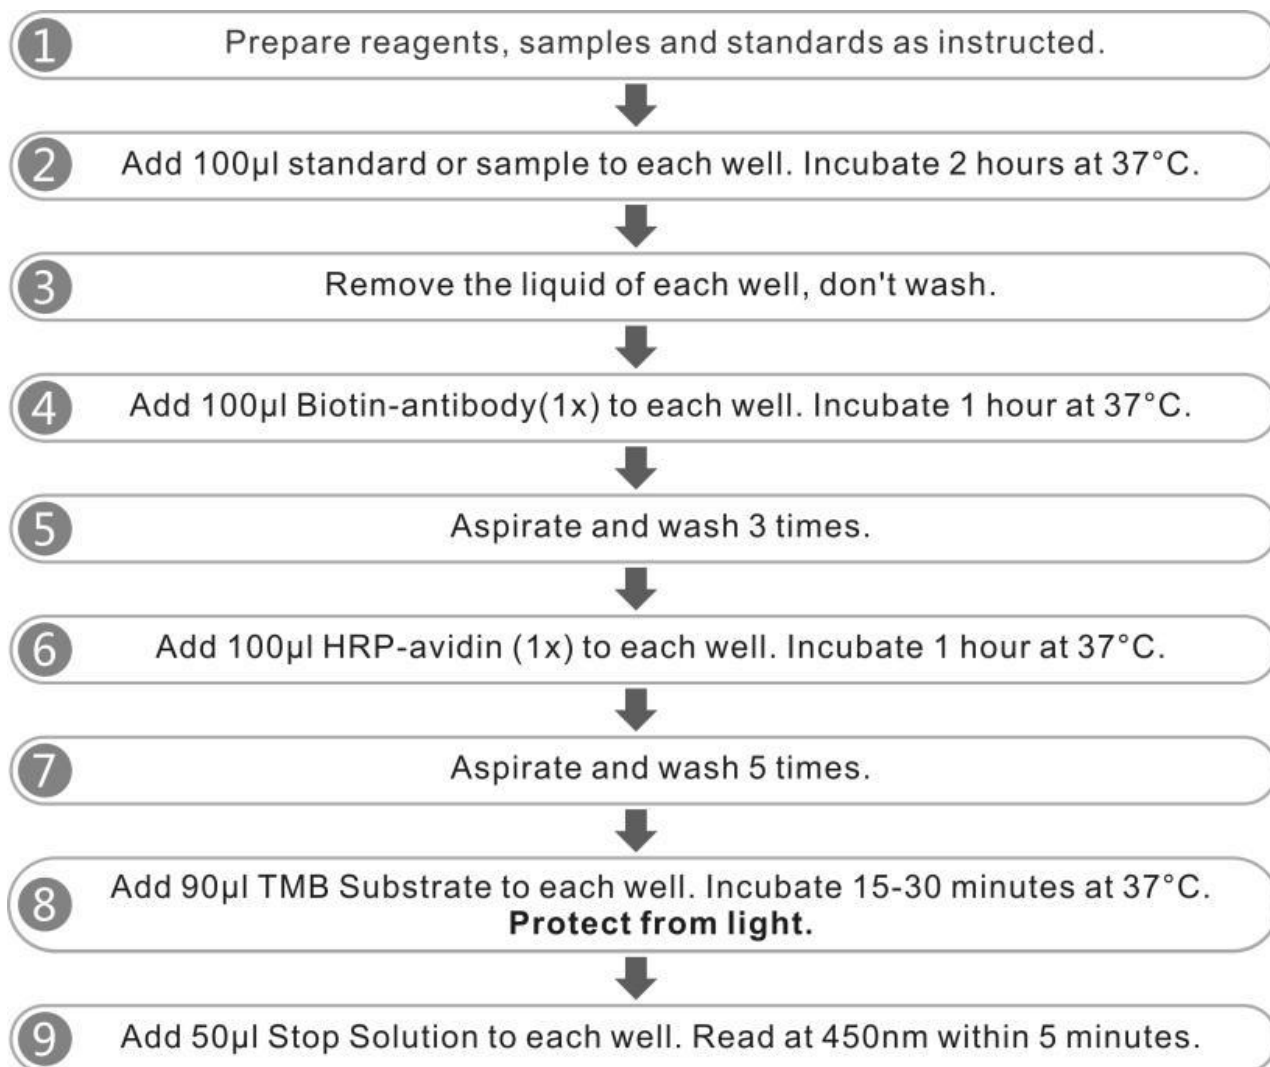 1 Prepare reagents, samples and standards as instructed.
2 Add 100µl standard or sample to each well. Incubate 2 hours at 37°C.
3 Remove the liquid of each well, don't wash.
4 Add 100µl Biotin-antibody(1x) to each well. Incubate 1 hour at 37°C.
5 Aspirate and wash 3 times.
6 Add 100µl HRP-avidin (1x) to each well. Incubate 1 hour at 37°C.
7 Aspirate and wash 5 times.
8 Add 90µl TMB Substrate to each well. Incubate 15-30 minutes at 37°C.
Protect from light.
9 Add 50µl Stop Solution to each well. Read at 450nm within 5 minutes.